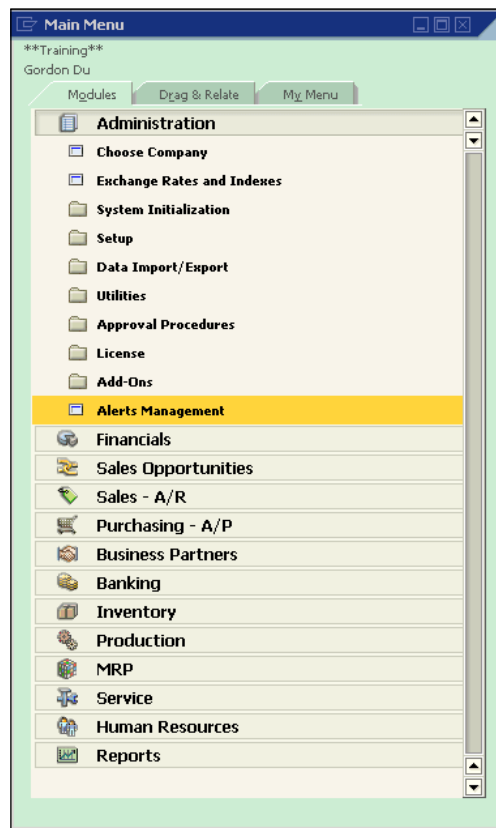 Main Menu
**Training**
Gordon Du
Modules Drag & Relate My Menu
Administration
Choose Company
Exchange Rates and Indexes
System Initialization
Setup
Data Import/Export
Utilities
Approval Procedures
License
Add-Ons
Alerts Management
Financials
Sales Opportunities
Sales - A/R
Purchasing - A/P
Business Partners
Banking
Inventory
Production
MRP
Service
Human Resources
Reports